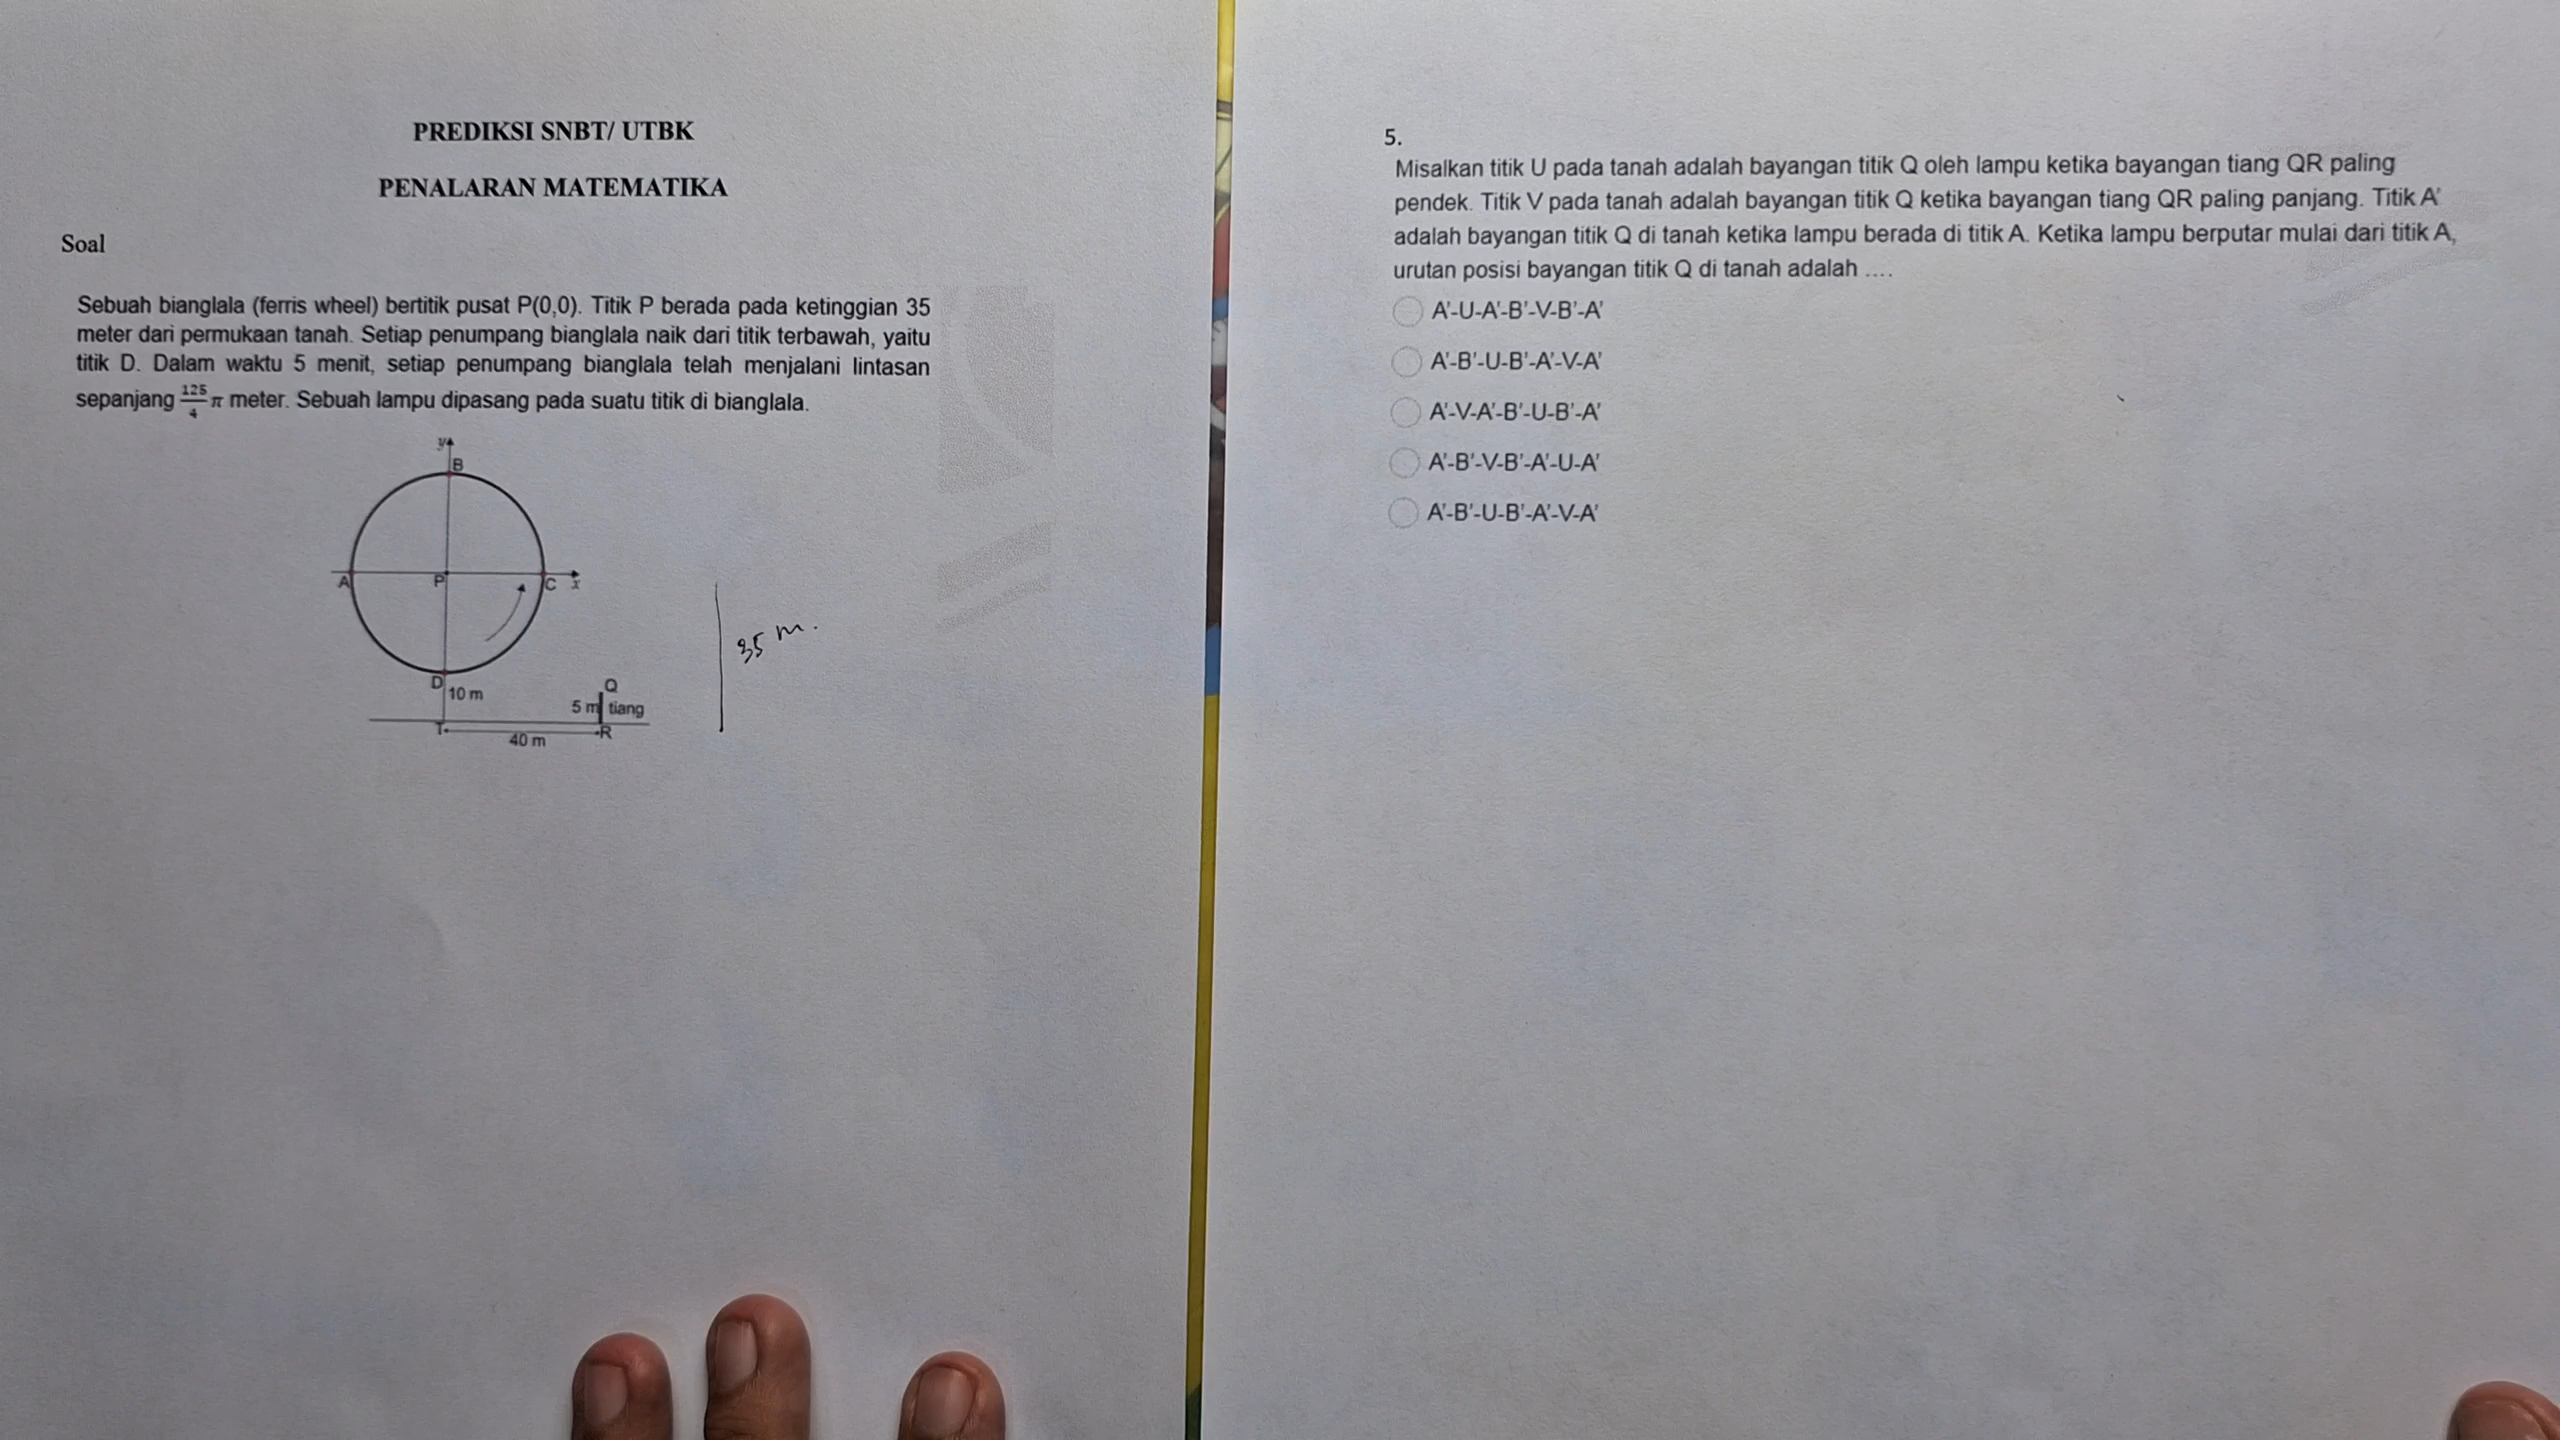 PREDIKSI SNBT/ UTBK
PENALARAN MATEMATIKA
Soal
Sebuah bianglala (ferris wheel) bertitik pusat P(0,0). Titik P berada pada ketinggian 35
meter dari permukaan tanah. Setiap penumpang bianglala naik dari titik terbawah, yaitu
titik D. Dalam waktu 5 menit, setiap penumpang bianglala telah menjalani lintasan
sepanjang 125/4 π meter. Sebuah lampu dipasang pada suatu titik di bianglala.
y
B
A
P
C
x
35 m.
D
10 m
Q
5 m tiang
T
R
40 m
5.
Misalkan titik U pada tanah adalah bayangan titik Q oleh lampu ketika bayangan tiang QR paling
pendek. Titik V pada tanah adalah bayangan titik Q ketika bayangan tiang QR paling panjang. Titik A'
adalah bayangan titik Q di tanah ketika lampu berada di titik A. Ketika lampu berputar mulai dari titik A,
urutan posisi bayangan titik Q di tanah adalah ....
A'-U-A'-B'-V-B'-A'
A'-B'-U-B'-A'-V-A'
A'-V-A'-B'-U-B'-A'
A'-B'-V-B'-A'-U-A'
A'-B'-U-B'-A'-V-A'